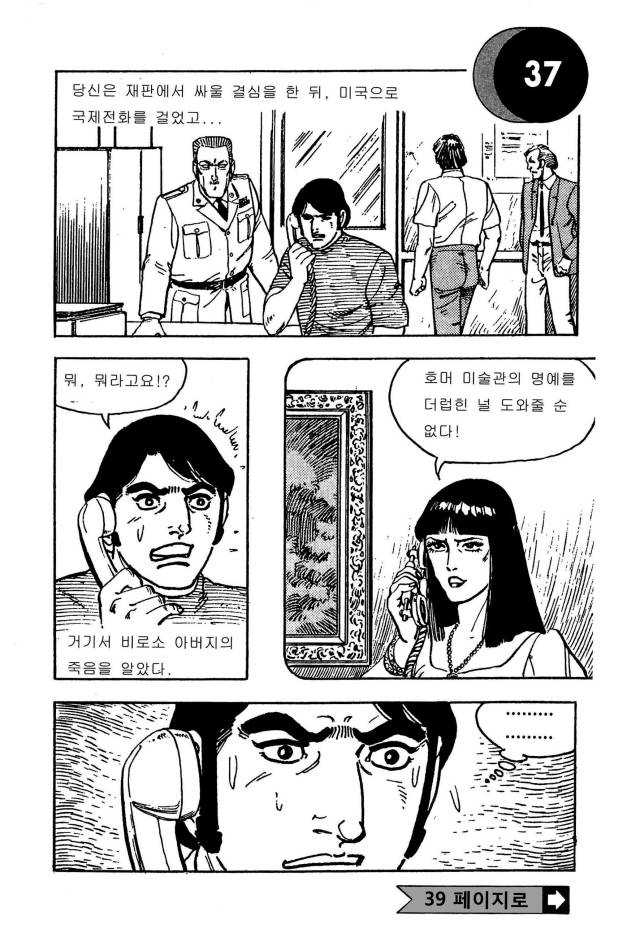 37
당신은 재판에서 싸울 결심을 한 뒤, 미국으로
국제전화를 걸었고...
뭐, 뭐라고요!?
거기서 비로소 아버지의
죽음을 알았다.
호머 미술관의 명예를
더럽힌 널 도와줄 순
없다!
.........
.........
39 페이지로